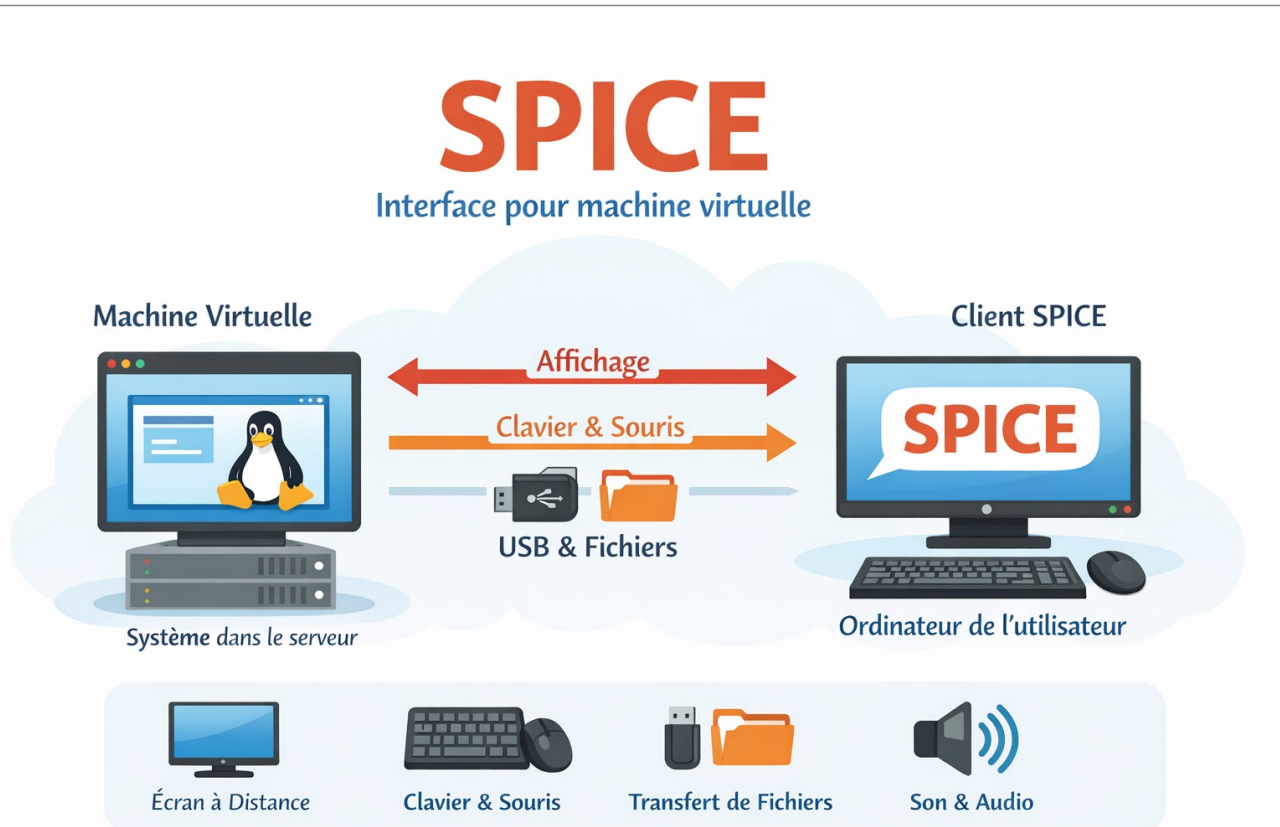 SPICE
Interface pour machine virtuelle
Machine Virtuelle
Client SPICE
Affichage
Clavier & Souris
SPICE
USB & Fichiers
Système dans le serveur
Ordinateur de l'utilisateur
Écran à Distance
Clavier & Souris
Transfert de Fichiers
Son & Audio